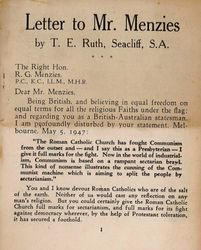 Letter to Mr. Menzies
by T. E. Ruth, Seacliff, S.A.
The Right Hon.
R. G. Menzies,
P.C., K.C., LL.M., M.H.R.
Dear Mr. Menzies.
Being British, and believing in equal freedom on
equal terms for all the religious Faiths under the flag;
and regarding you as a British-Australian statesman,
I am profoundly disturbed by your statement. Mel-
bourne, May 5, 1947:
"The Roman Catholic Church has fought Communism
from the outset — and I say this as a Presbyterian — I
give it full marks for the fight. Now in the world of industrial-
ism, Communism is based on a rampant sectarian brawl.
This kind of manoeuvre illustrates the cunning of the Com-
munist machine which is aiming to split the people by
sectarianism."
You and I know devout Roman Catholics who are of the salt
of the earth. Neither of us would cast any reflection on any
man's religion. But you could certainly give the Roman Catholic
Church full marks for sectarianism, and full marks for its fight
against democracy wherever, by the help of Protestant toleration,
it has secured a foothold.
1